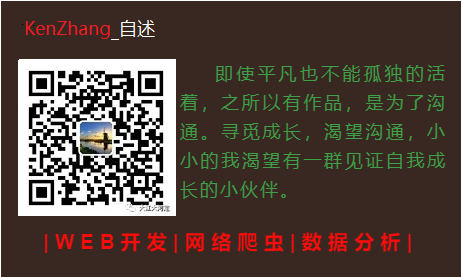 KenZhang_自述
即使平凡也不能孤独的活
着，之所以有作品，是为了沟
通。寻觅成长，渴望沟通，小
小的我渴望有一群见证自我成
长的小伙伴。
|WEB开发|网络爬虫|数据分析|